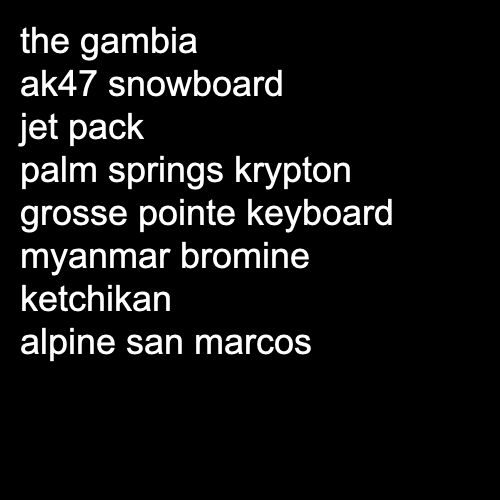 the gambia
ak47 snowboard
jet pack
palm springs krypton
grosse pointe keyboard
myanmar bromine
ketchikan
alpine san marcos